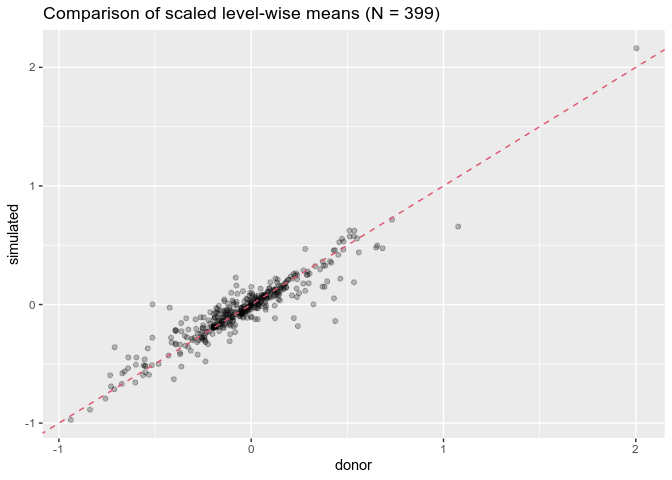 Comparison of scaled level-wise means (N = 399)
2
1
0
-1
simulated
-1
0
1
2
donor